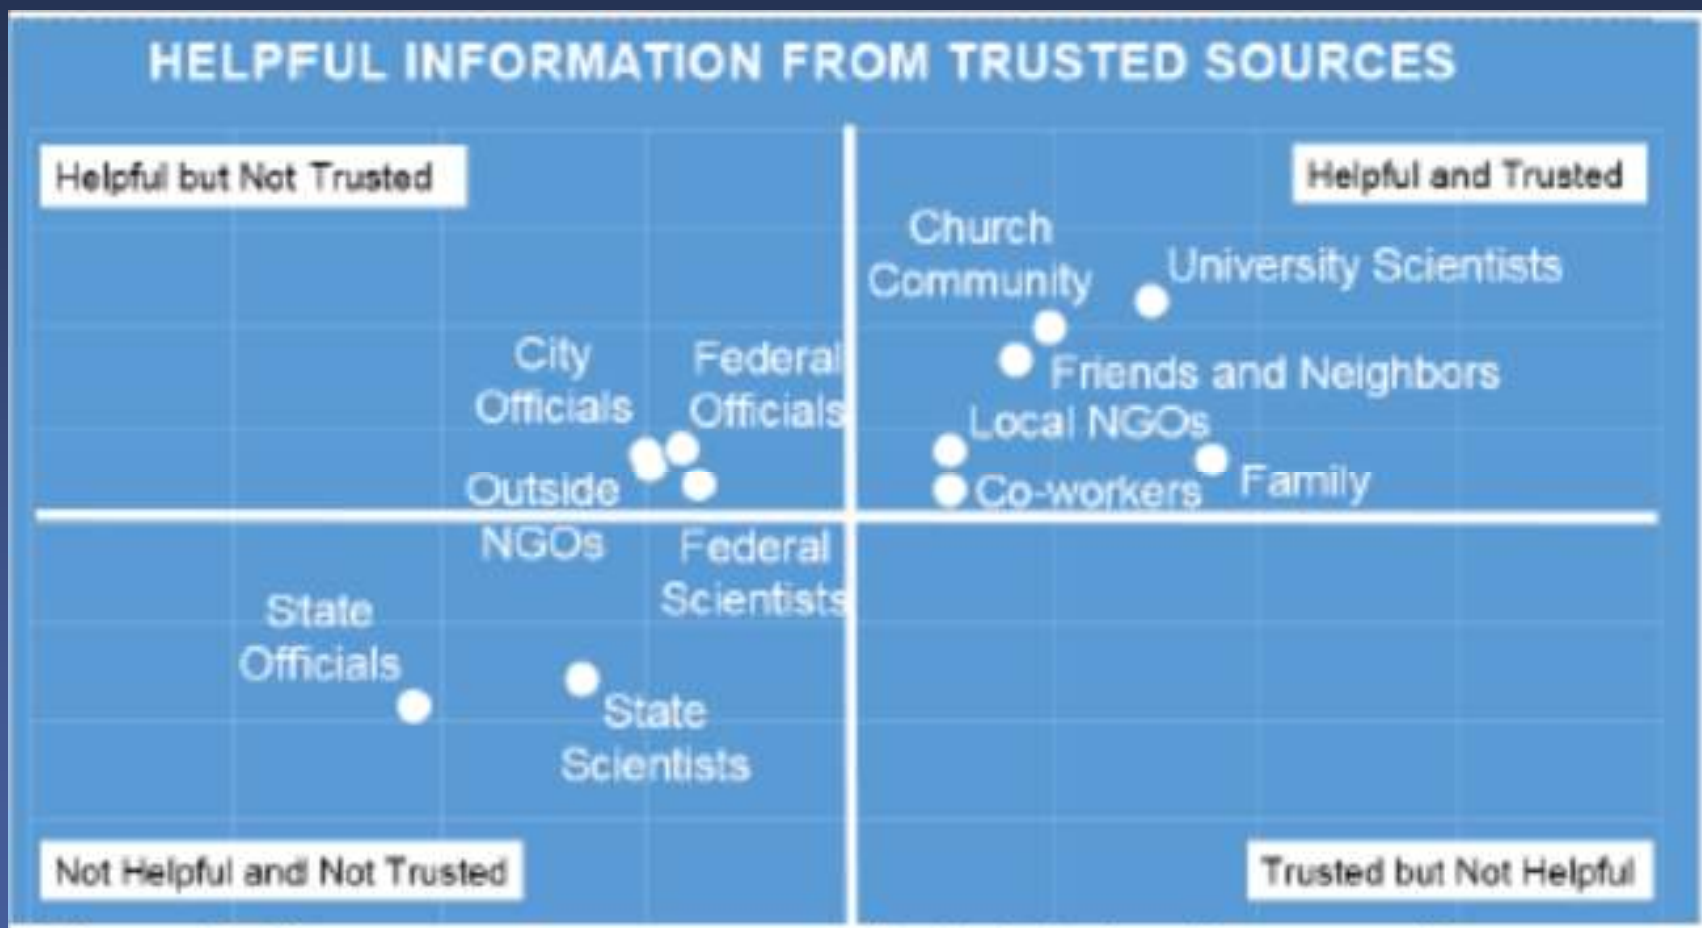 HELPFUL INFORMATION FROM TRUSTED SOURCES
Helpful but Not Trusted
Helpful and Trusted
Church
Community
University Scientists
City
Officials
Federal
Officials
Friends and Neighbors
Local NGOs
Outside
NGOs
Co-workers
Family
Federal
Scientists
State
Officials
State
Scientists
Not Helpful and Not Trusted
Trusted but Not Helpful